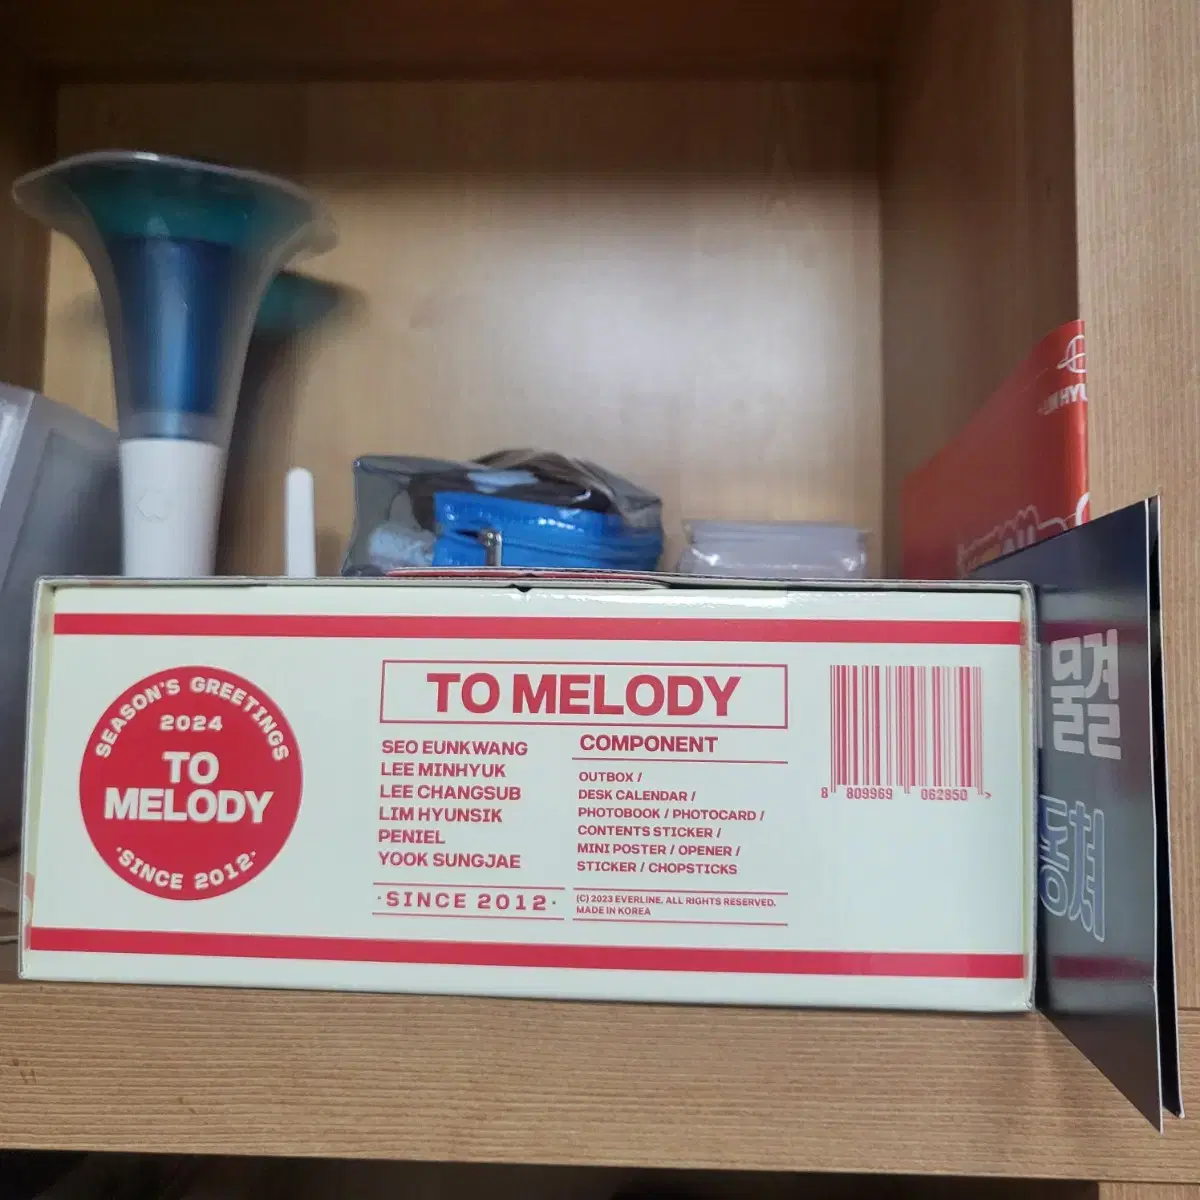 SEASON'S GREETINGS
2024
TO
MELODY
·SINCE 2012·
TO MELODY
SEO EUNKWANG
LEE MINHYUK
LEE CHANGSUB
LIM HYUNSIK
PENIEL
YOOK SUNGJAE
·SINCE 2012·
COMPONENT
OUTBOX /
DESK CALENDAR /
PHOTOBOOK / PHOTOCARD /
CONTENTS STICKER /
MINI POSTER / OPENER /
STICKER / CHOPSTICKS
(C) 2023 EVERLINE. ALL RIGHTS RESERVED.
MADE IN KOREA
8 809969 062850 >